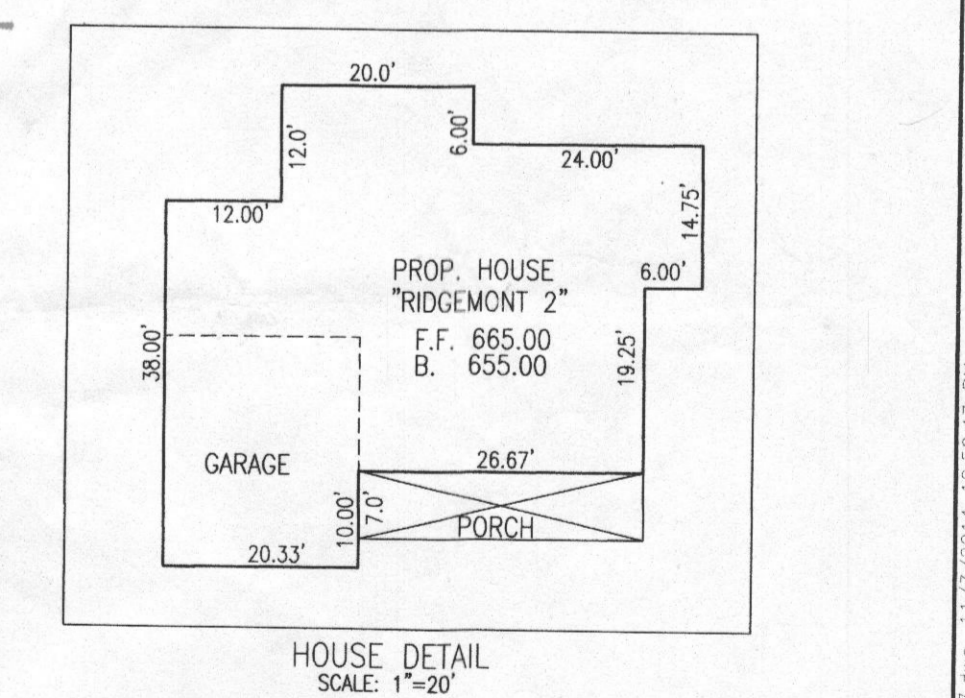 20.0'
12.0'
6.00'
24.00'
12.00'
14.75'
6.00'
PROP. HOUSE
"RIDGEMONT 2"
F.F. 665.00
B. 655.00
38.00'
19.25'
GARAGE
26.67'
10.00'
7.0'
PORCH
20.33'
HOUSE DETAIL
SCALE: 1"=20'